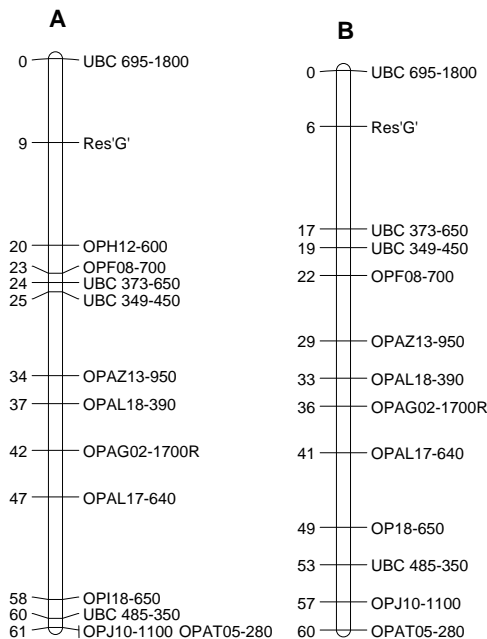 A
0 UBC 695-1800
9 Res'G'
20 OPH12-600
23 OPF08-700
24 UBC 373-650
25 UBC 349-450
34 OPAZ13-950
37 OPAL18-390
42 OPAG02-1700R
47 OPAL17-640
58 OPI18-650
60 UBC 485-350
61 OPJ10-1100 OPAT05-280
B
0 UBC 695-1800
6 Res'G'
17 UBC 373-650
19 UBC 349-450
22 OPF08-700
29 OPAZ13-950
33 OPAL18-390
36 OPAG02-1700R
41 OPAL17-640
49 OP18-650
53 UBC 485-350
57 OPJ10-1100
60 OPAT05-280